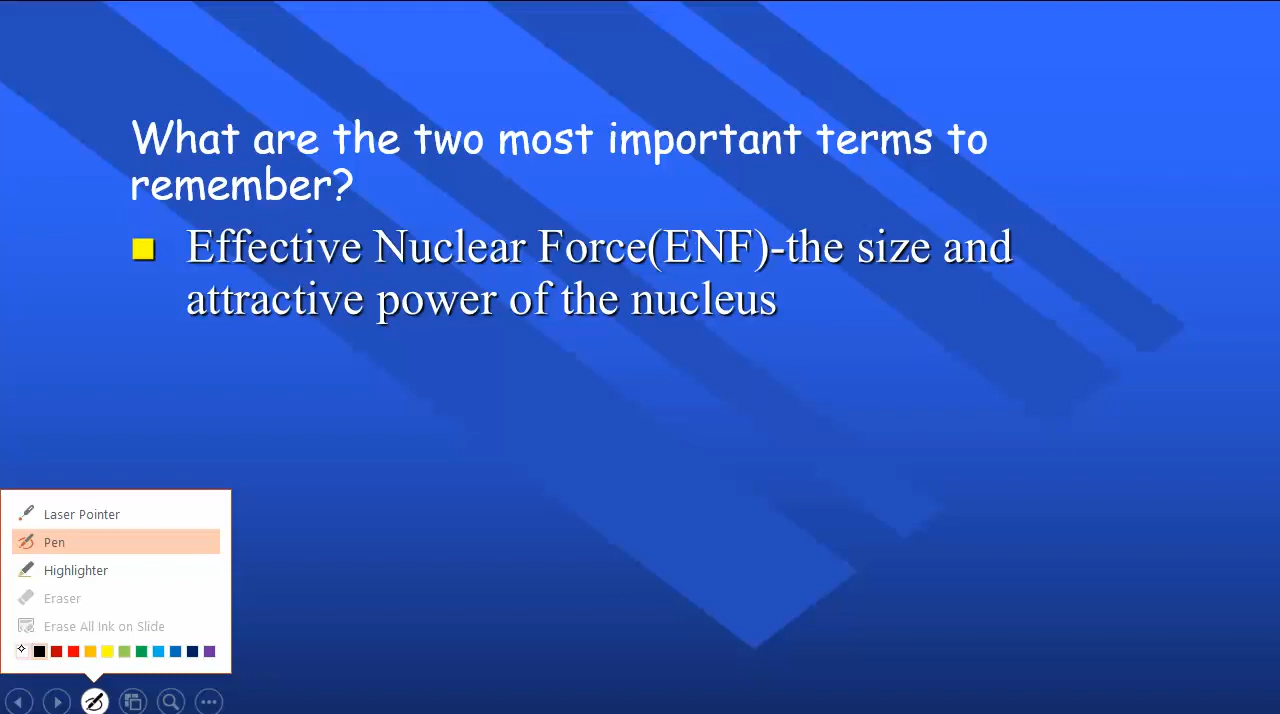 What are the two most important terms to
remember?
Effective Nuclear Force(ENF)-the size and
attractive power of the nucleus
Laser Pointer
Pen
Highlighter
Eraser
Erase All Ink on Slide